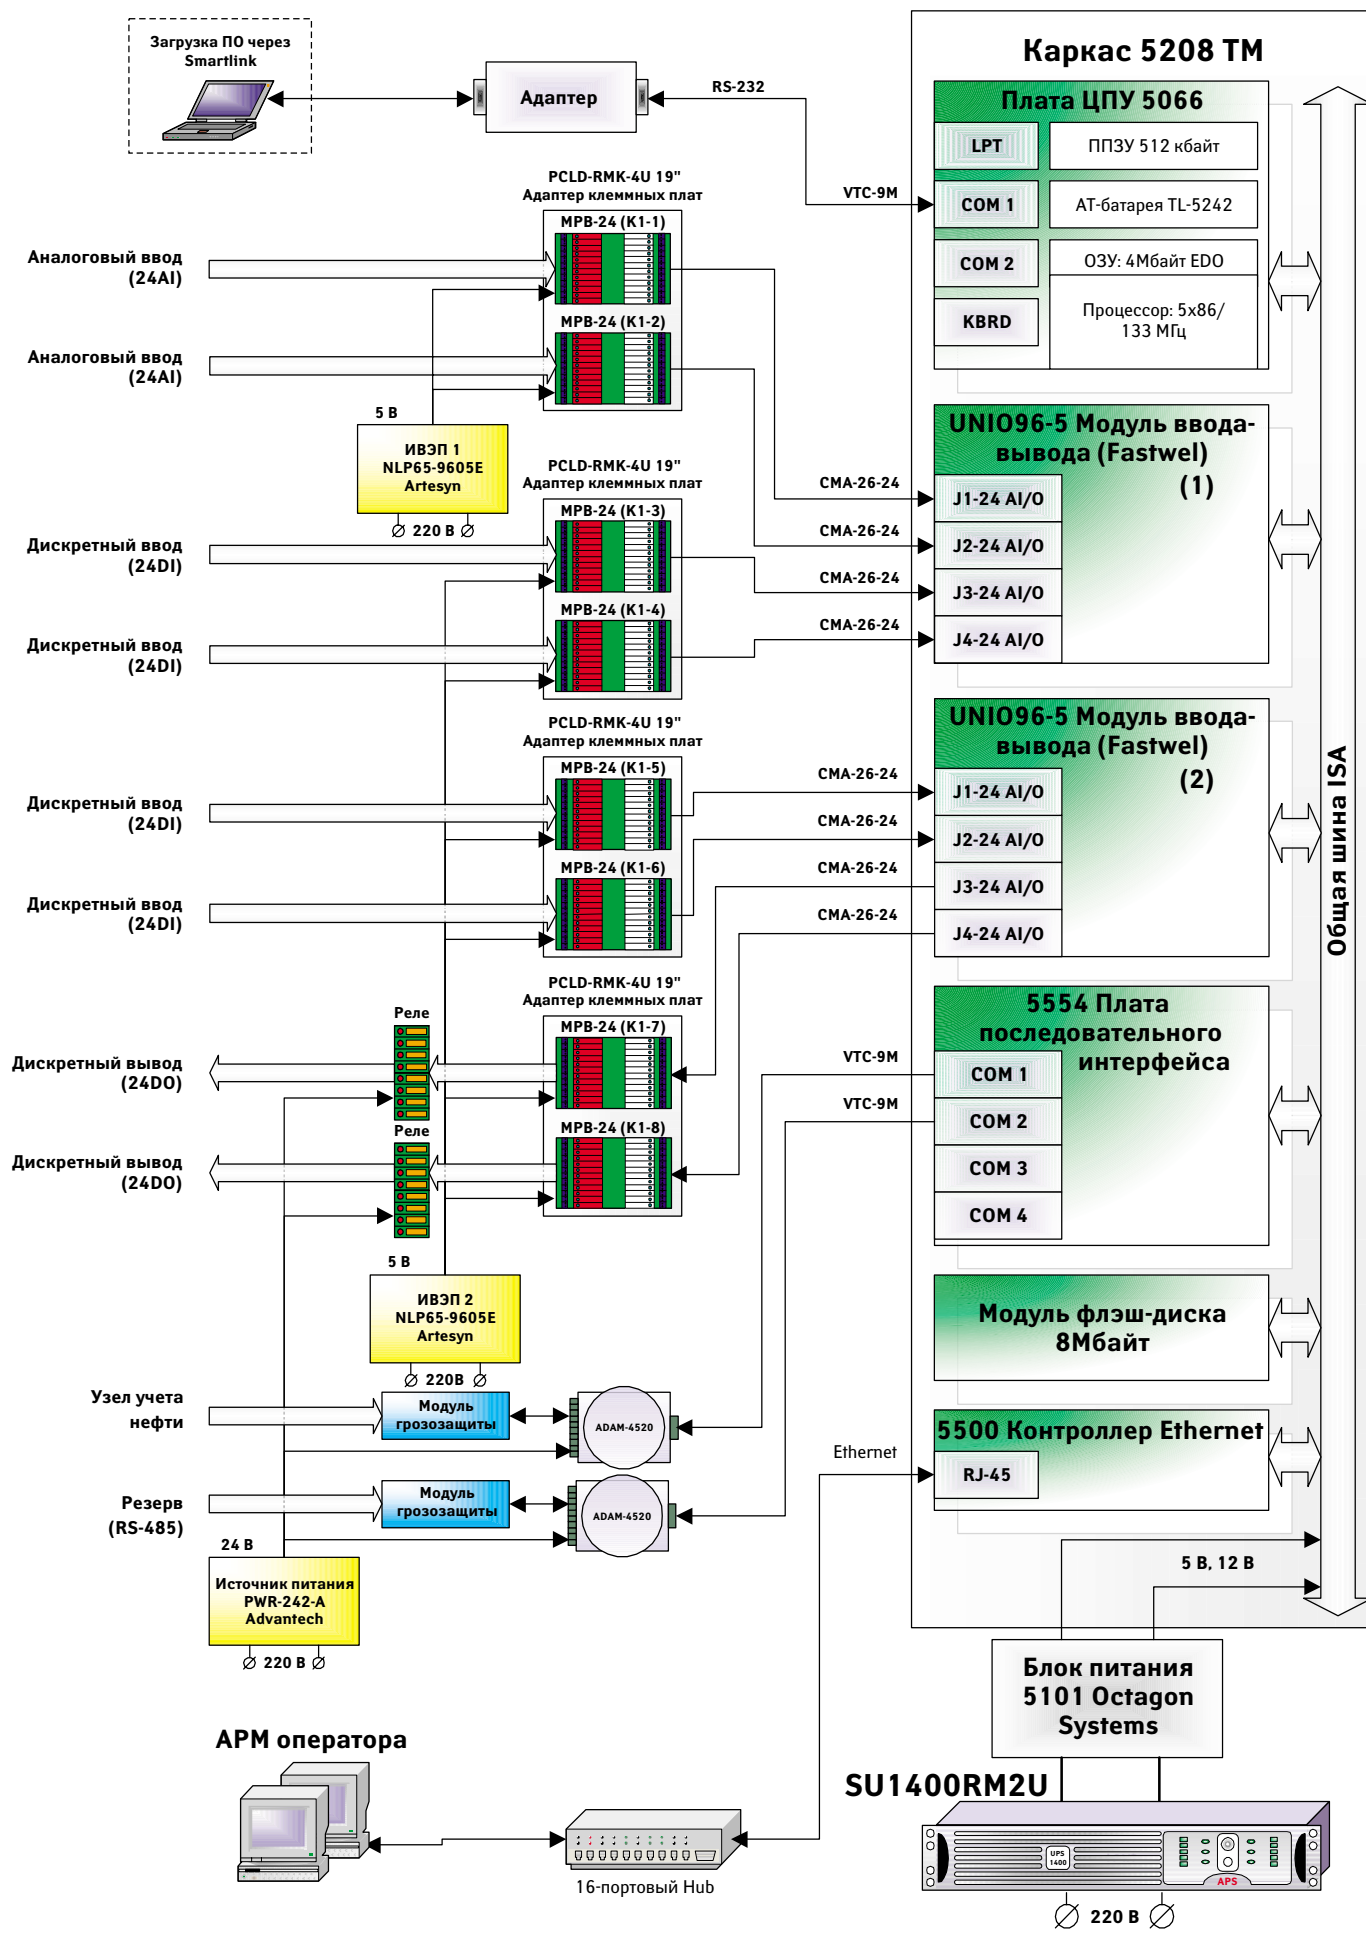 Загрузка ПО через
Smartlink
Адаптер
RS-232
VTC-9M
Каркас 5208 ТМ
Плата ЦПУ 5066
LPT
ППЗУ 512 кбайт
COM 1
АТ-батарея TL-5242
COM 2
ОЗУ: 4Мбайт EDO
KBRD
Процессор: 5x86/
133 МГц
Общая шина ISA
PCLD-RMK-4U 19"
Адаптер клеммных плат
MPB-24 (K1-1)
Аналоговый ввод
(24AI)
MPB-24 (K1-2)
Аналоговый ввод
(24AI)
5 В
ИВЭП 1
NLP65-9605E
Artesyn
220 В
UNIO96-5 Модуль ввода-
вывода (Fastwel)
(1)
CMA-26-24
J1-24 AI/O
CMA-26-24
J2-24 AI/O
CMA-26-24
J3-24 AI/O
CMA-26-24
J4-24 AI/O
PCLD-RMK-4U 19"
Адаптер клеммных плат
MPB-24 (K1-3)
Дискретный ввод
(24DI)
MPB-24 (K1-4)
Дискретный ввод
(24DI)
UNIO96-5 Модуль ввода-
вывода (Fastwel)
(2)
CMA-26-24
J1-24 AI/O
CMA-26-24
J2-24 AI/O
CMA-26-24
J3-24 AI/O
CMA-26-24
J4-24 AI/O
PCLD-RMK-4U 19"
Адаптер клеммных плат
MPB-24 (K1-5)
Дискретный ввод
(24DI)
MPB-24 (K1-6)
Дискретный ввод
(24DI)
PCLD-RMK-4U 19"
Адаптер клеммных плат
Реле
MPB-24 (K1-7)
Дискретный вывод
(24DO)
Реле
MPB-24 (K1-8)
Дискретный вывод
(24DO)
5554 Плата
последовательного
интерфейса
VTC-9M
COM 1
VTC-9M
COM 2
COM 3
COM 4
5 В
ИВЭП 2
NLP65-9605E
Artesyn
220В
Модуль флэш-диска
8Мбайт
Узел учета
нефти
Модуль
грозозащиты
ADAM-4520
5500 Контроллер Ethernet
Ethernet
RJ-45
Резерв
(RS-485)
Модуль
грозозащиты
ADAM-4520
24 В
Источник питания
PWR-242-A
Advantech
220 В
5 В, 12 В
Блок питания
5101 Octagon
Systems
АРМ оператора
16-портовый Hub
SU1400RM2U
UPS
1400
APS
220 В